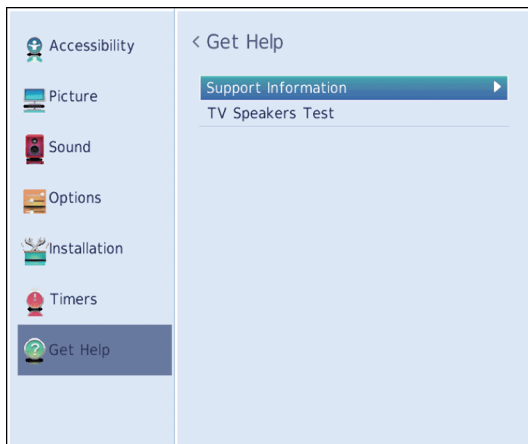 Accessibility
Picture
Sound
Options
Installation
Timers
Get Help
< Get Help
Support Information
TV Speakers Test